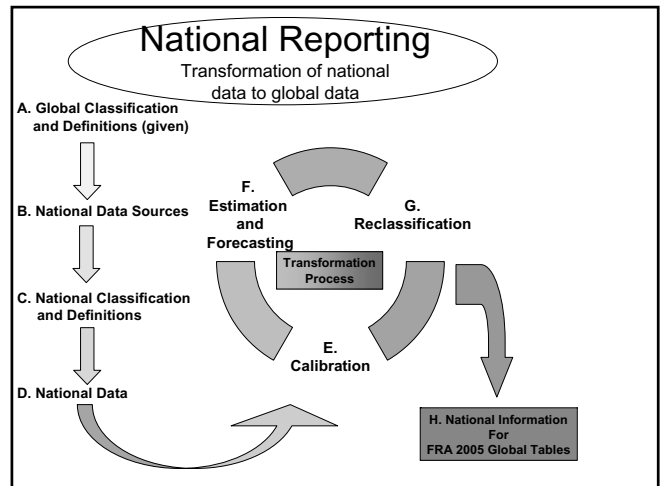 National Reporting
Transformation of national
data to global data
A. Global Classification
and Definitions (given)
B. National Data Sources
C. National Classification
and Definitions
D. National Data
F.
Estimation
and
Forecasting
G.
Reclassification
Transformation
Process
E.
Calibration
H. National Information
For
FRA 2005 Global Tables